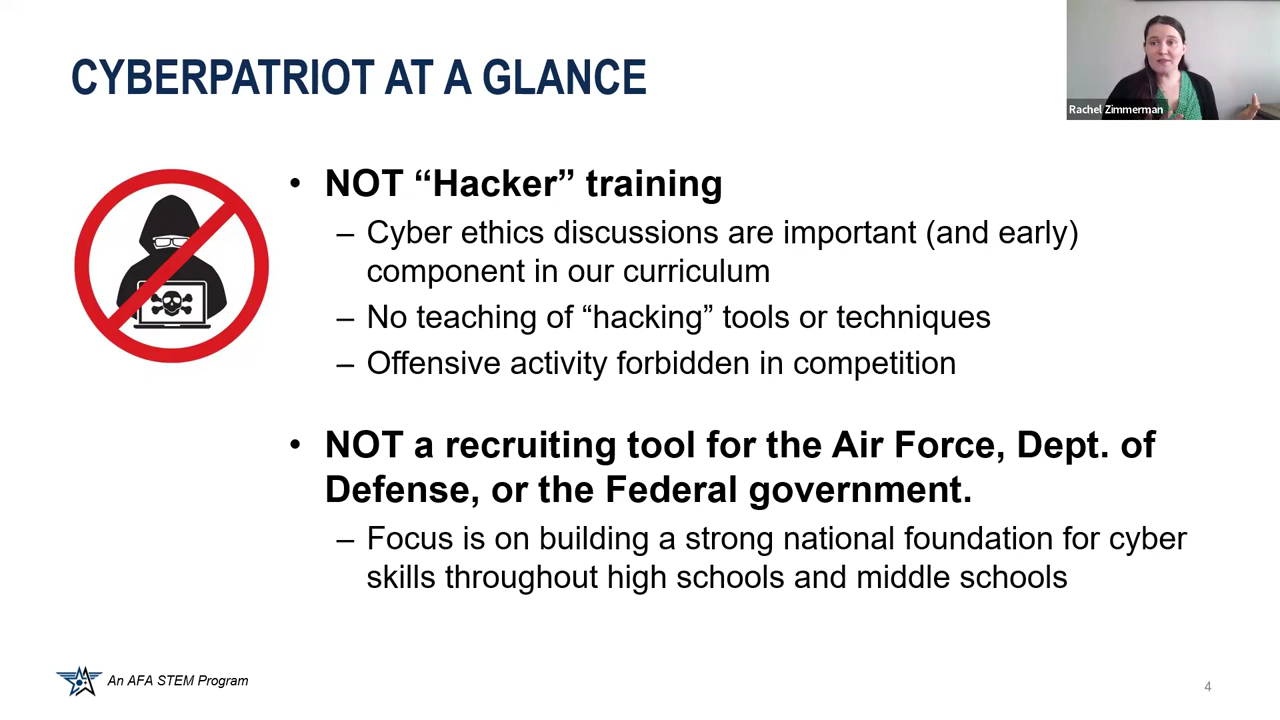 CYBERPATRIOT AT A GLANCE
Rachel Zimmerman
• NOT “Hacker” training
– Cyber ethics discussions are important (and early)
component in our curriculum
– No teaching of “hacking” tools or techniques
– Offensive activity forbidden in competition
• NOT a recruiting tool for the Air Force, Dept. of
Defense, or the Federal government.
– Focus is on building a strong national foundation for cyber
skills throughout high schools and middle schools
An AFA STEM Program
4